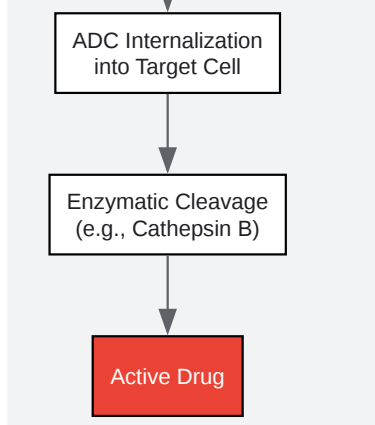 ADC Internalization
into Target Cell
Enzymatic Cleavage
(e.g., Cathepsin B)
Active Drug